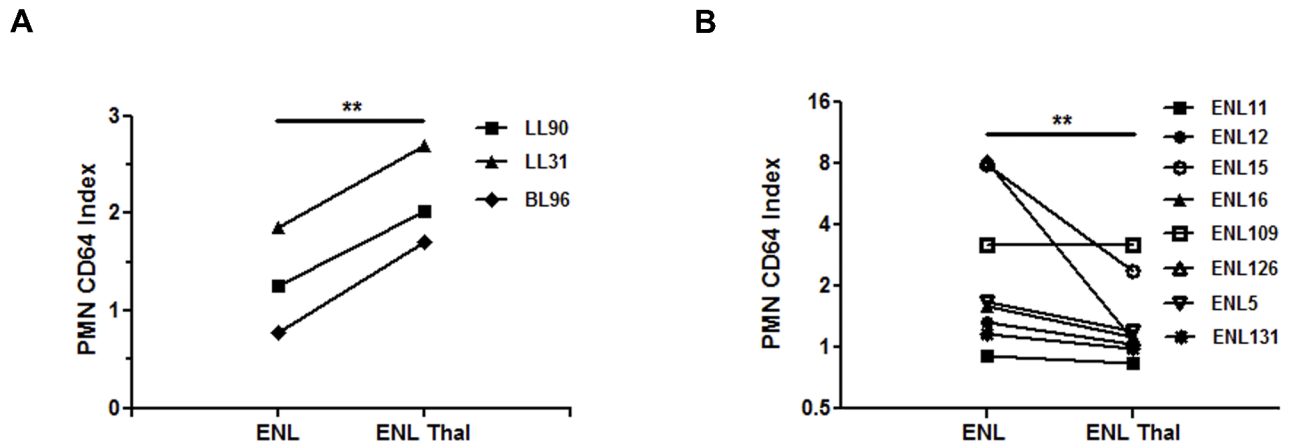 A
PMN CD64 Index
3
2
1
0
**
LL90
LL31
BL96
ENL
ENL Thal
B
PMN CD64 Index
16
8
4
2
1
0.5
**
ENL11
ENL12
ENL15
ENL16
ENL109
ENL126
ENL5
ENL131
ENL
ENL Thal